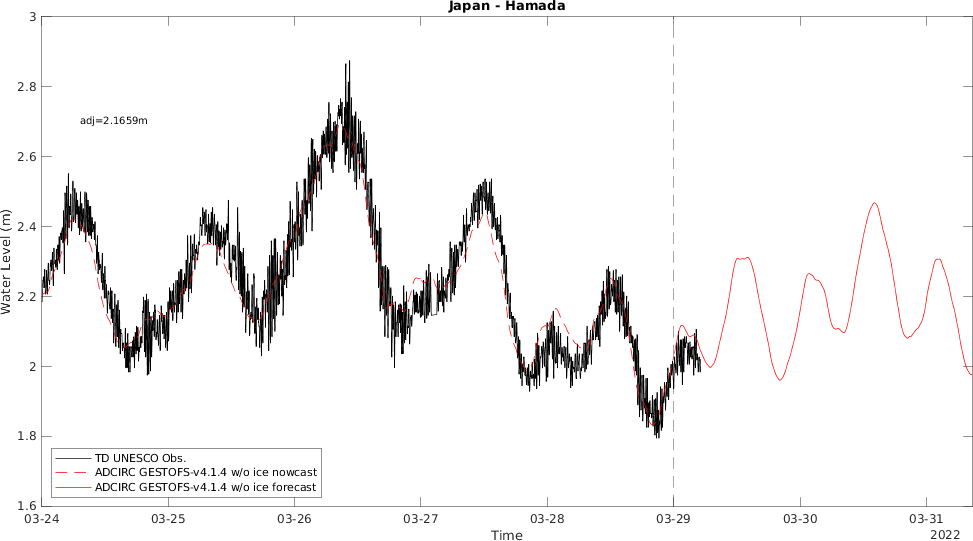 Japan - Hamada
3
2.8
2.6
2.4
2.2
2
1.8
1.6
Water Level (m)
adj=2.1659m
TD UNESCO Obs.
ADCIRC GESTOFS-v4.1.4 w/o ice nowcast
ADCIRC GESTOFS-v4.1.4 w/o ice forecast
03-24 03-25 03-26 03-27 03-28 03-29 03-30 03-31
Time
2022